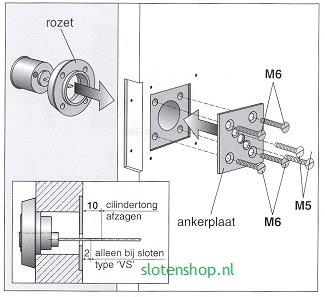 rozet
M6
M5
M6
ankerplaat
10 cilindertong
afzagen
2 alleen bij sloten
type 'VS'
slotenshop.nl